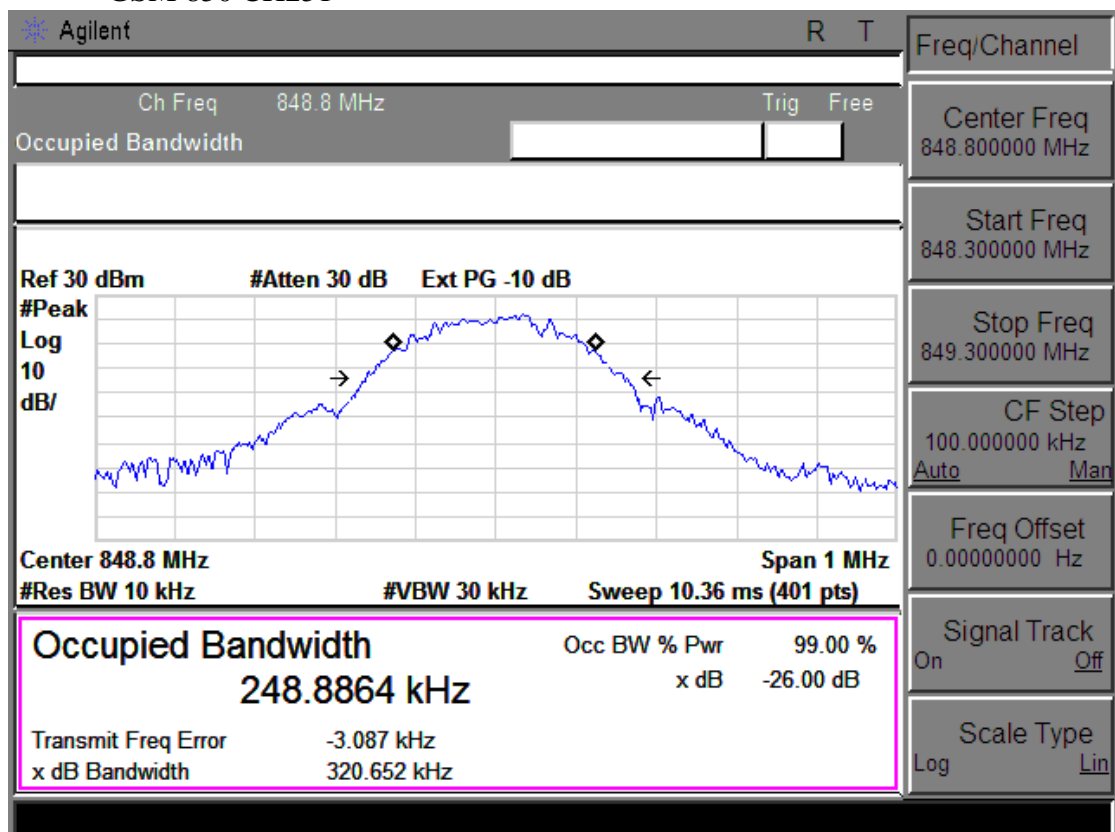 Agilent R T
Ch Freq 848.8 MHz Trig Free
Occupied Bandwidth
Ref 30 dBm #Atten 30 dB Ext PG -10 dB
#Peak
Log
10
dB/
Center 848.8 MHz Span 1 MHz
#Res BW 10 kHz #VBW 30 kHz Sweep 10.36 ms (401 pts)
Occupied Bandwidth Occ BW % Pwr 99.00 %
248.8864 kHz x dB -26.00 dB
Transmit Freq Error -3.087 kHz
x dB Bandwidth 320.652 kHz
Freq/Channel
Center Freq
848.800000 MHz
Start Freq
848.300000 MHz
Stop Freq
849.300000 MHz
CF Step
100.000000 kHz
Auto Man
Freq Offset
0.00000000 Hz
Signal Track
On Off
Scale Type
Log Lin